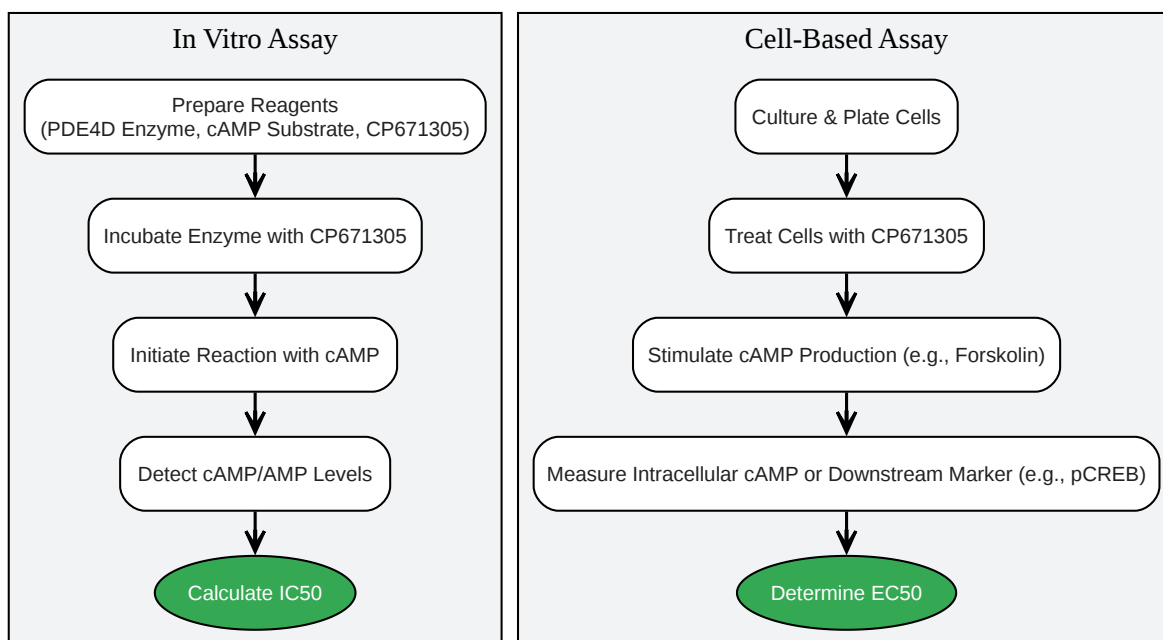 In Vitro Assay
Prepare Reagents
(PDE4D Enzyme, cAMP Substrate, CP671305)
Incubate Enzyme with CP671305
Initiate Reaction with cAMP
Detect cAMP/AMP Levels
Calculate IC50
Cell-Based Assay
Culture & Plate Cells
Treat Cells with CP671305
Stimulate cAMP Production (e.g., Forskolin)
Measure Intracellular cAMP or Downstream Marker (e.g., pCREB)
Determine EC50